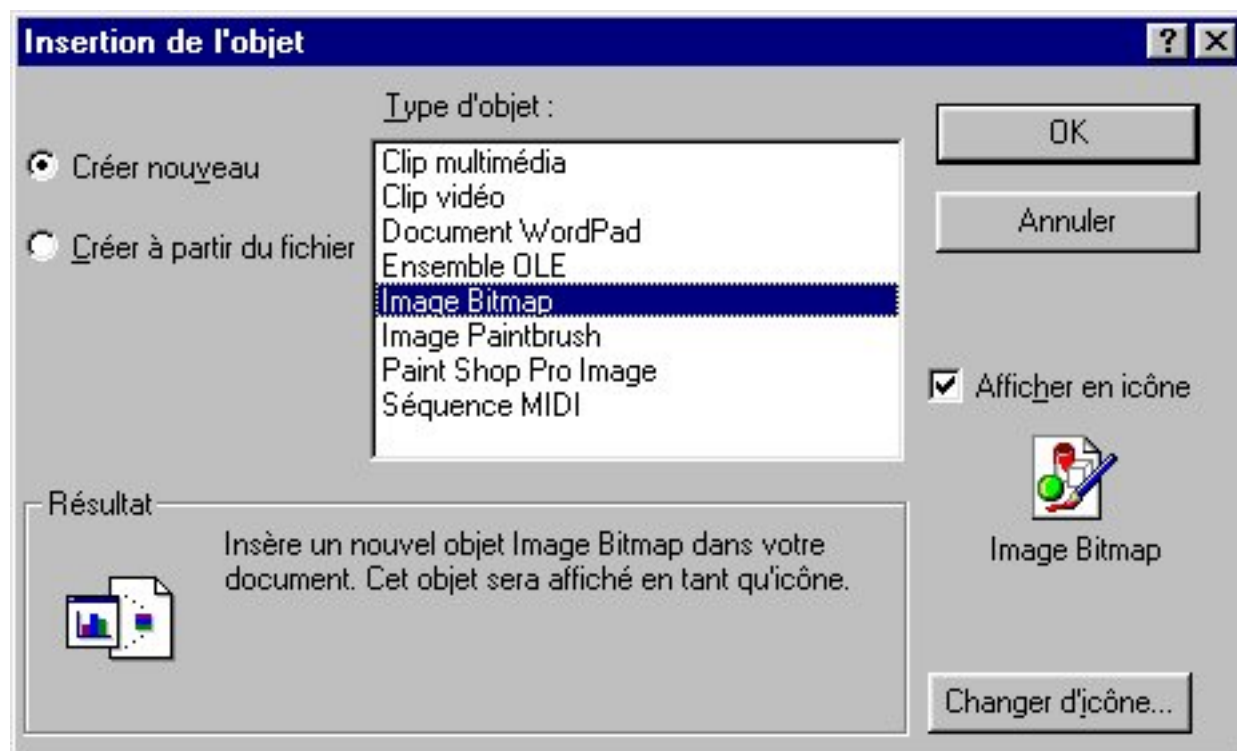 Insertion de l'objet
Type d'objet :
Créer nouveau
Créer à partir du fichier
Clip multimédia
Clip vidéo
Document WordPad
Ensemble OLE
Image Bitmap
Image Paintbrush
Paint Shop Pro Image
Séquence MIDI
OK
Annuler
Afficher en icône
Image Bitmap
Résultat
Insère un nouvel objet Image Bitmap dans votre
document. Cet objet sera affiché en tant qu'icône.
Changer d'icône...